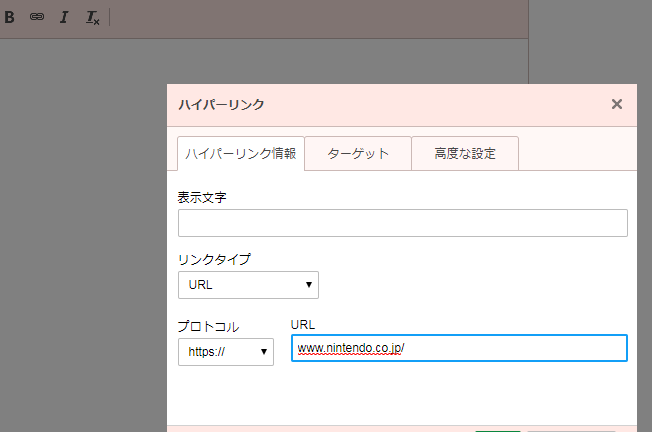 B I Tx
ハイパーリンク ×
ハイパーリンク情報 ターゲット 高度な設定
表示文字
リンクタイプ
URL
プロトコル URL
https:// www.nintendo.co.jp/